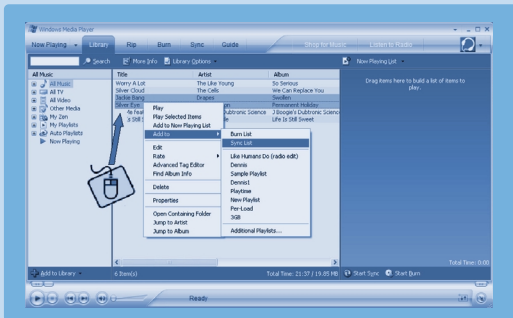 Windows Media Player
Now Playing Library Rip Burn Sync Guide Shop for Music Listen to Radio
Search More Info Library Options Now Playing List
All Music
All Music
All TV
All Video
Other Media
My Zen
My Playlists
Auto Playlists
Now Playing
Title Artist Album
Worry A Lot The Like Young So Serious
Silver Cloud The Cells We Can Replace You
Jackie Bang Drapes Swollen
Silver Eye on Permanent Holiday
fe Feat Dubtronic Science J Boogie's Dubtronic Science
's Still Life Is Still Sweet
Play
Play Selected Items
Add to Now Playing List
Add to
Edit
Rate
Advanced Tag Editor
Find Album Info
Delete
Properties
Open Containing Folder
Jump to Artist
Jump to Album
Burn List
Sync List
Like Humans Do (radio edit)
Dennis
Sample Playlist
Dennis1
Playtime
New Playlist
Per-Load
3GB
Additional Playlists...
Drag items here to build a list of items to
play.
Total Time: 0:00
Add to Library 6 Item(s) Total Time: 21:37 / 19.85 MB Start Sync Start Burn
Ready